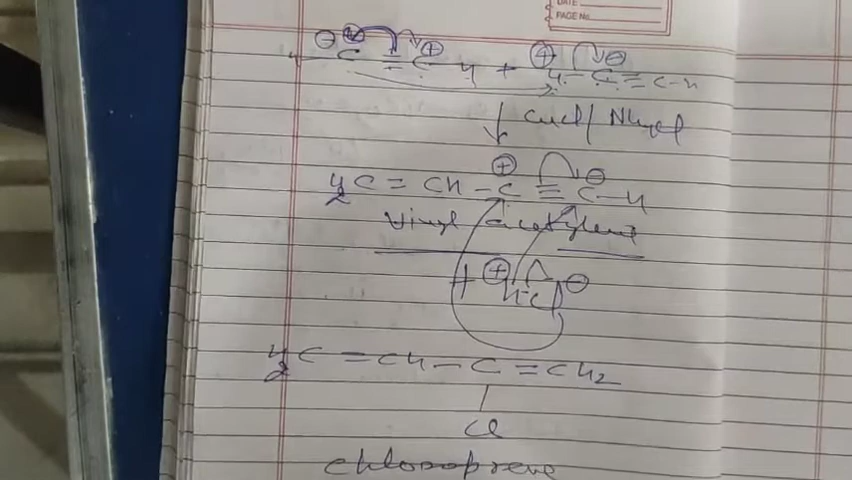 DATE
PAGE No.
⊖ ⊕ ⊕ ⊖
H - C ≡ C - H + H - C ≡ C - H
↓ CuCl / NH4Cl
⊕ ⊖
H2C = CH - C ≡ C - H
Vinyl acetylene
+ ⊕ ⊖
H-Cl
H2C = CH - C = CH2
Cl
chloroprene